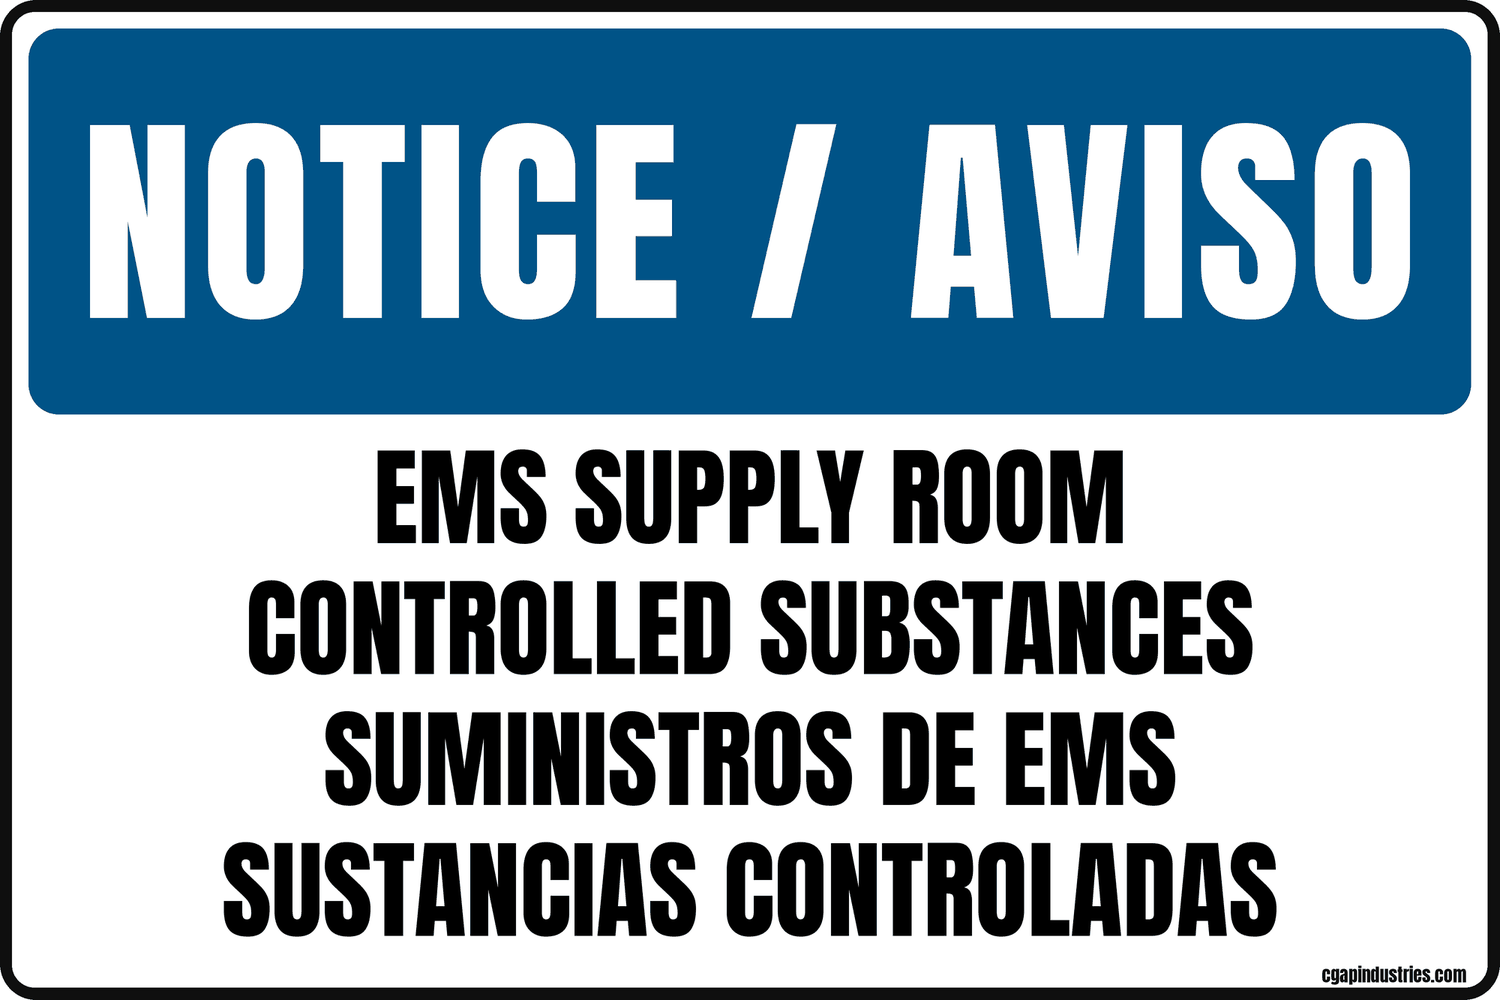 NOTICE / AVISO
EMS SUPPLY ROOM
CONTROLLED SUBSTANCES
SUMINISTROS DE EMS
SUSTANCIAS CONTROLADAS
cgapindustries.com